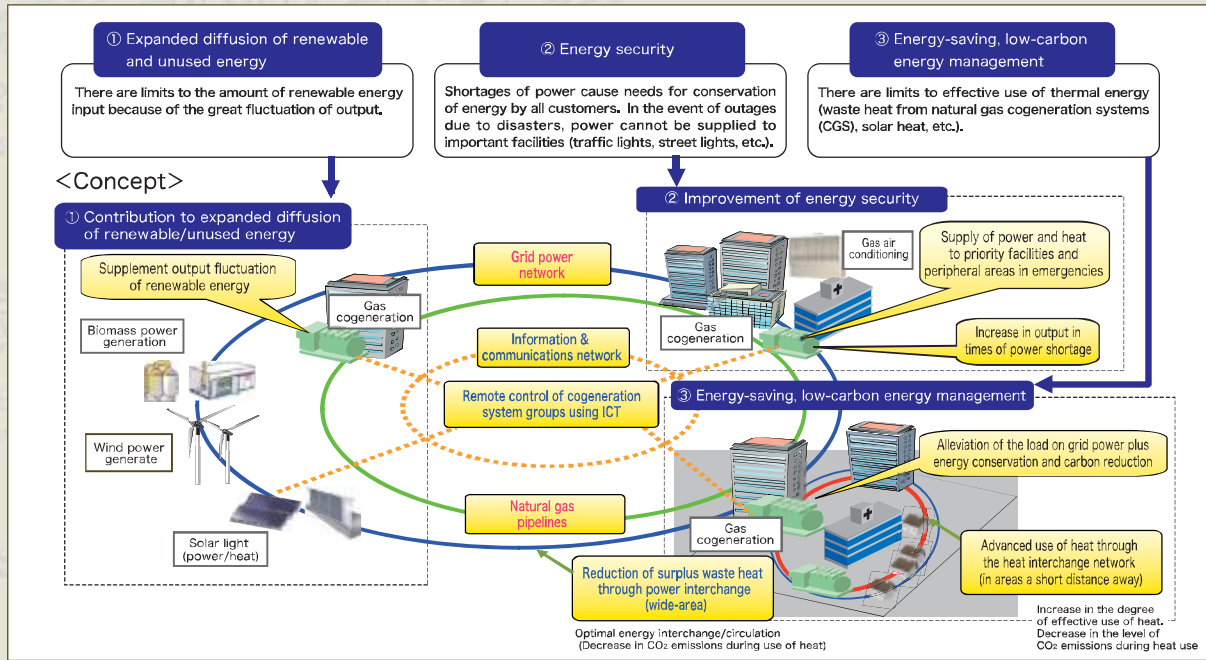 ① Expanded diffusion of renewable
and unused energy
There are limits to the amount of renewable energy
input because of the great fluctuation of output.
② Energy security
Shortages of power cause needs for conservation
of energy by all customers. In the event of outages
due to disasters, power cannot be supplied to
important facilities (traffic lights, street lights, etc.).
③ Energy-saving, low-carbon
energy management
There are limits to effective use of thermal energy
(waste heat from natural gas cogeneration systems
(CGS), solar heat, etc.).
<Concept>
① Contribution to expanded diffusion
of renewable/unused energy
Supplement output fluctuation
of renewable energy
Gas
cogeneration
Biomass power
generation
Wind power
generate
Solar light
(power/heat)
Grid power
network
Information &
communications network
Remote control of cogeneration
system groups using ICT
Natural gas
pipelines
Reduction of surplus waste heat
through power interchange
(wide-area)
Optimal energy interchange/circulation
(Decrease in CO₂ emissions during use of heat)
② Improvement of energy security
Gas air
conditioning
Supply of power and heat
to priority facilities and
peripheral areas in emergencies
Gas
cogeneration
Increase in output in
times of power shortage
③ Energy-saving, low-carbon energy management
Alleviation of the load on grid power plus
energy conservation and carbon reduction
Gas
cogeneration
Advanced use of heat through
the heat interchange network
(in areas a short distance away)
Increase in the degree
of effective use of heat.
Decrease in the level of
CO₂ emissions during heat use